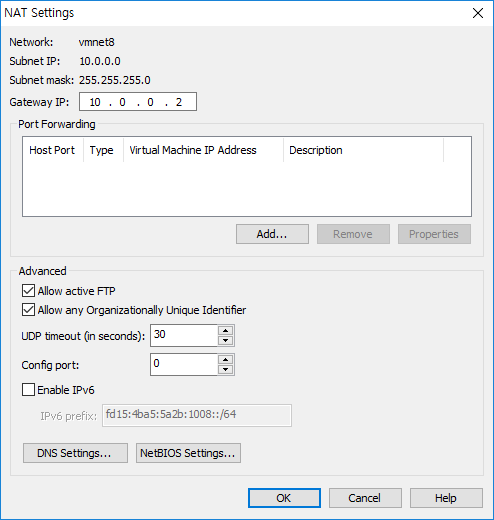 NAT Settings
Network: vmnet8
Subnet IP: 10.0.0.0
Subnet mask: 255.255.255.0
Gateway IP: 10 . 0 . 0 . 2
Port Forwarding
Host Port Type Virtual Machine IP Address Description
Add... Remove Properties
Advanced
Allow active FTP
Allow any Organizationally Unique Identifier
UDP timeout (in seconds): 30
Config port: 0
Enable IPv6
IPv6 prefix: fd15:4ba5:5a2b:1008::/64
DNS Settings... NetBIOS Settings...
OK Cancel Help